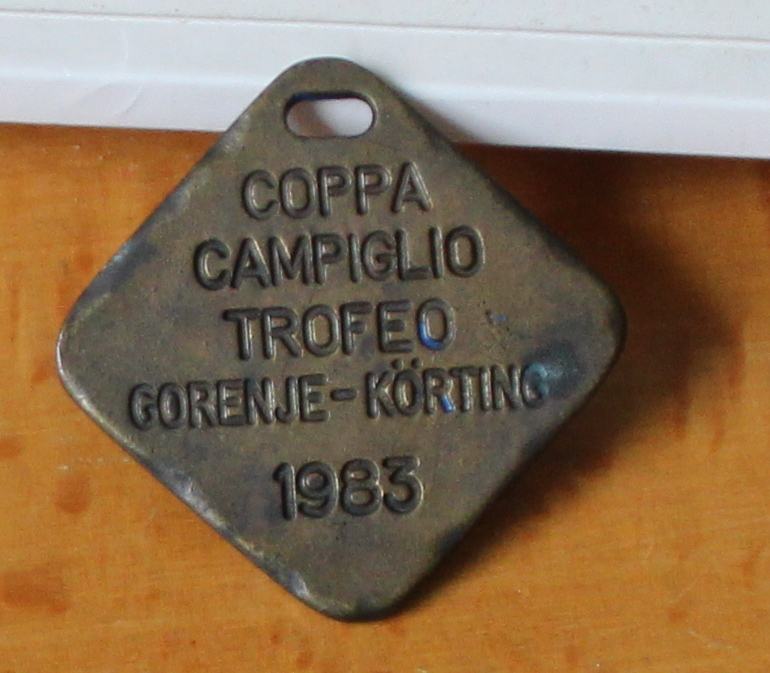 COPPA
CAMPIGLIO
TROFEO
GORENJE-KÖRTING
1983